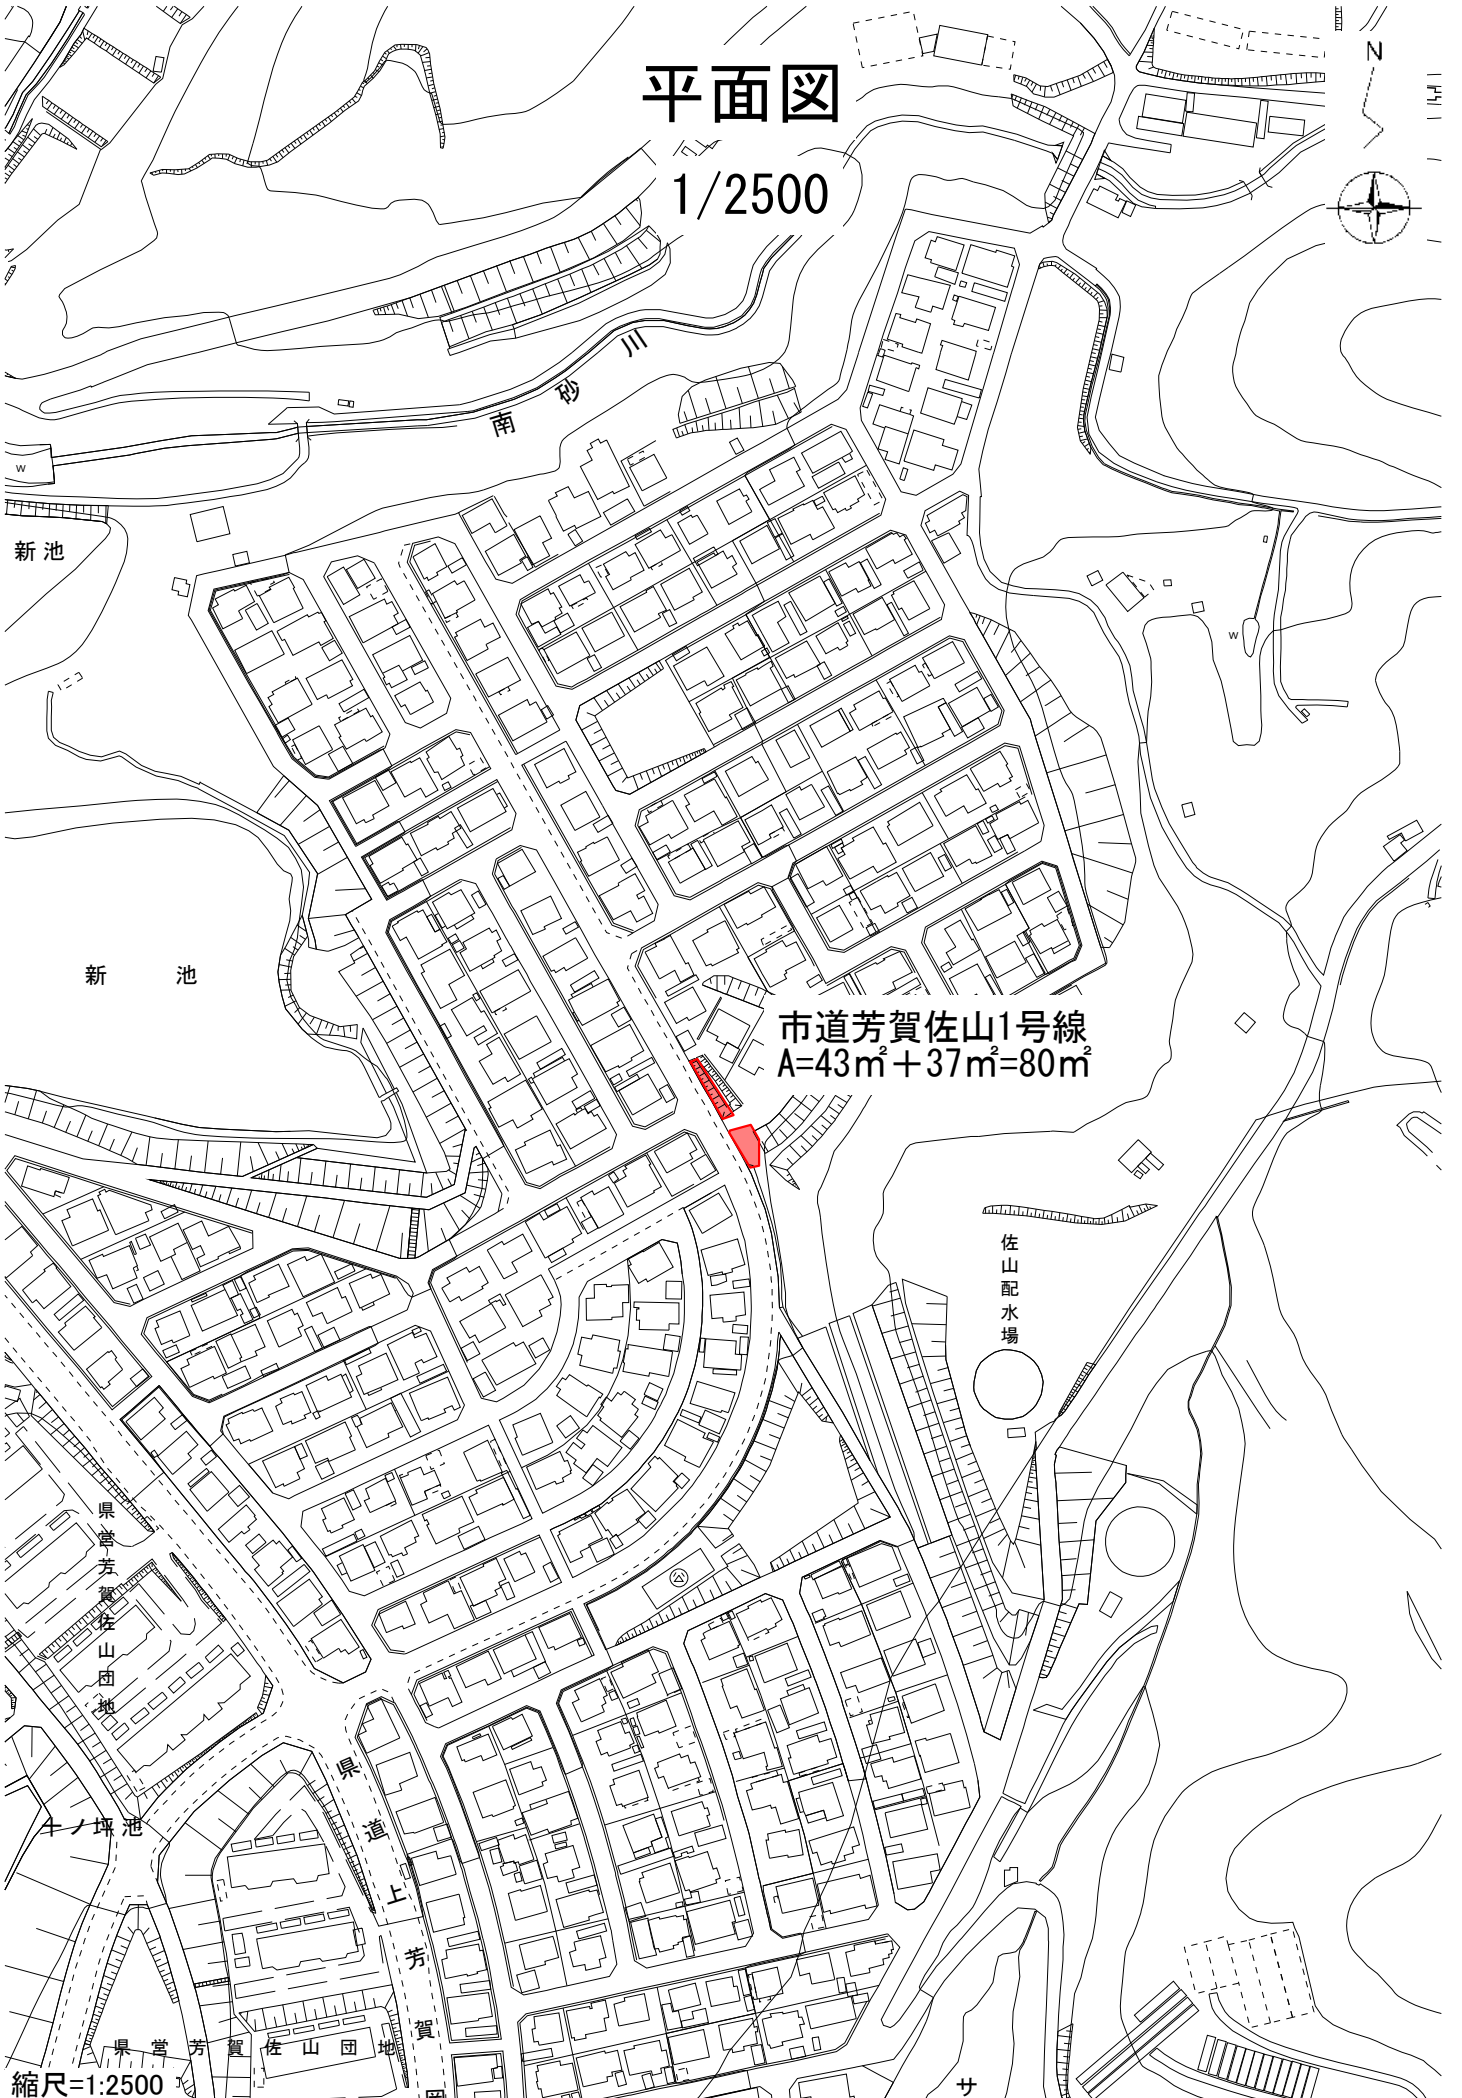 平面図
1/2500
N
南砂川
w
新池
w
新池
市道芳賀佐山1号線
A=43㎡+37㎡=80㎡
佐山配水場
県営芳賀佐山団地
県道上芳賀
十ノ坪池
県営芳賀佐山団地
縮尺=1:2500
サ